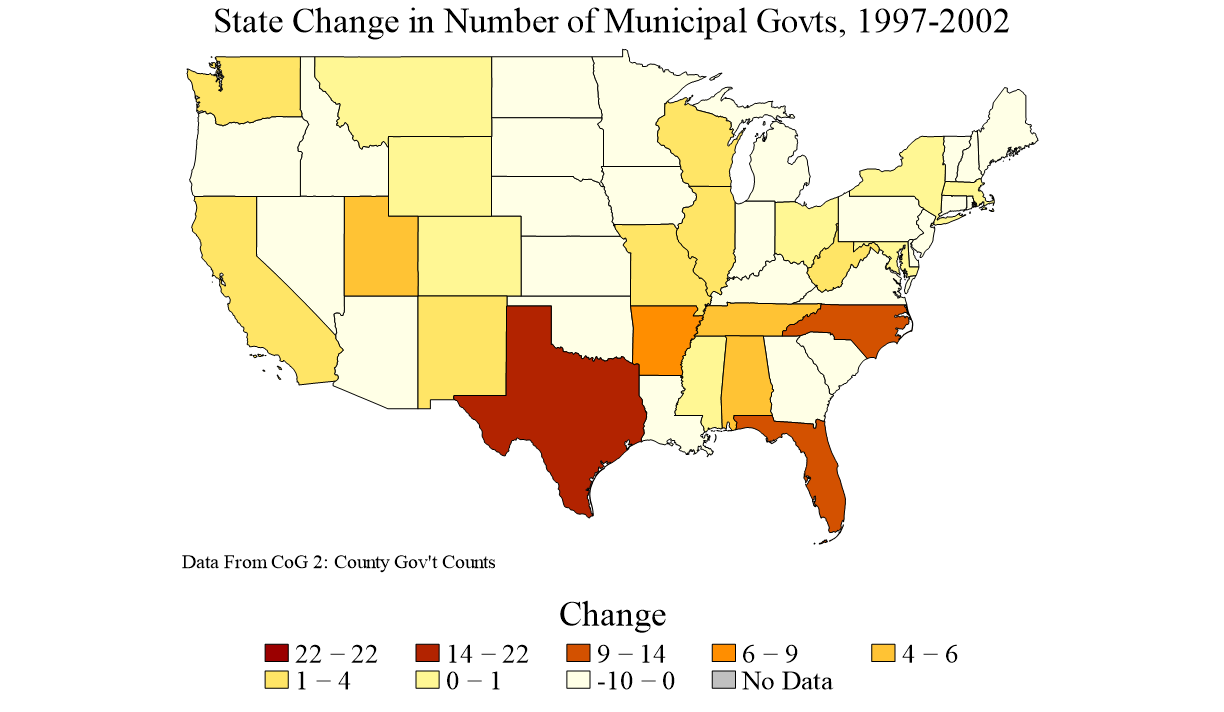 State Change in Number of Municipal Govts, 1997-2002
Data From CoG 2: County Gov't Counts
Change
22 − 22 14 − 22 9 − 14 6 − 9 4 − 6
1 − 4 0 − 1 -10 − 0 No Data